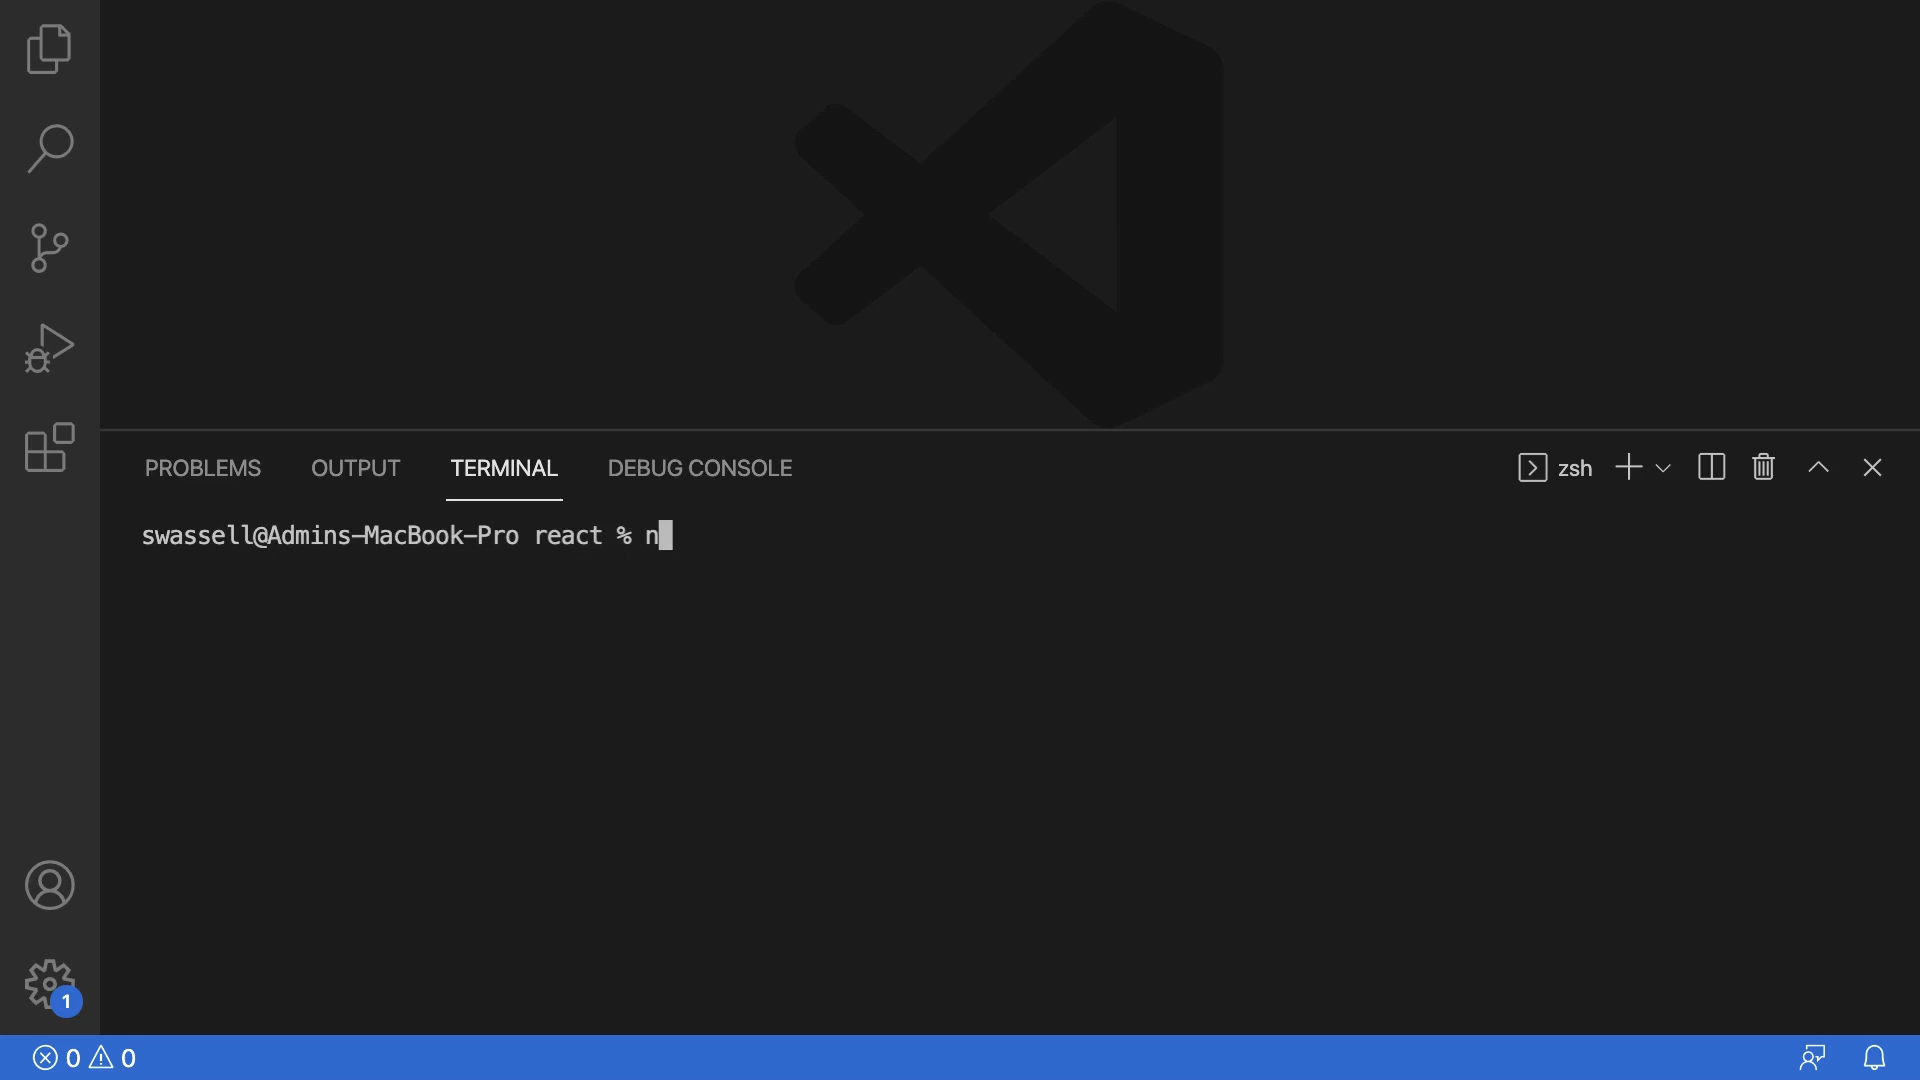 PROBLEMS OUTPUT TERMINAL DEBUG CONSOLE zsh
swassell@Admins-MacBook-Pro react % n
1
0 0